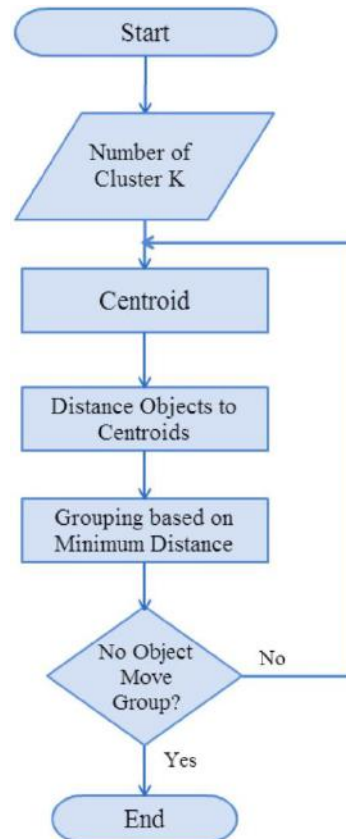 Start
Number of
Cluster K
Centroid
Distance Objects to
Centroids
Grouping based on
Minimum Distance
No Object
Move
Group?
No
Yes
End